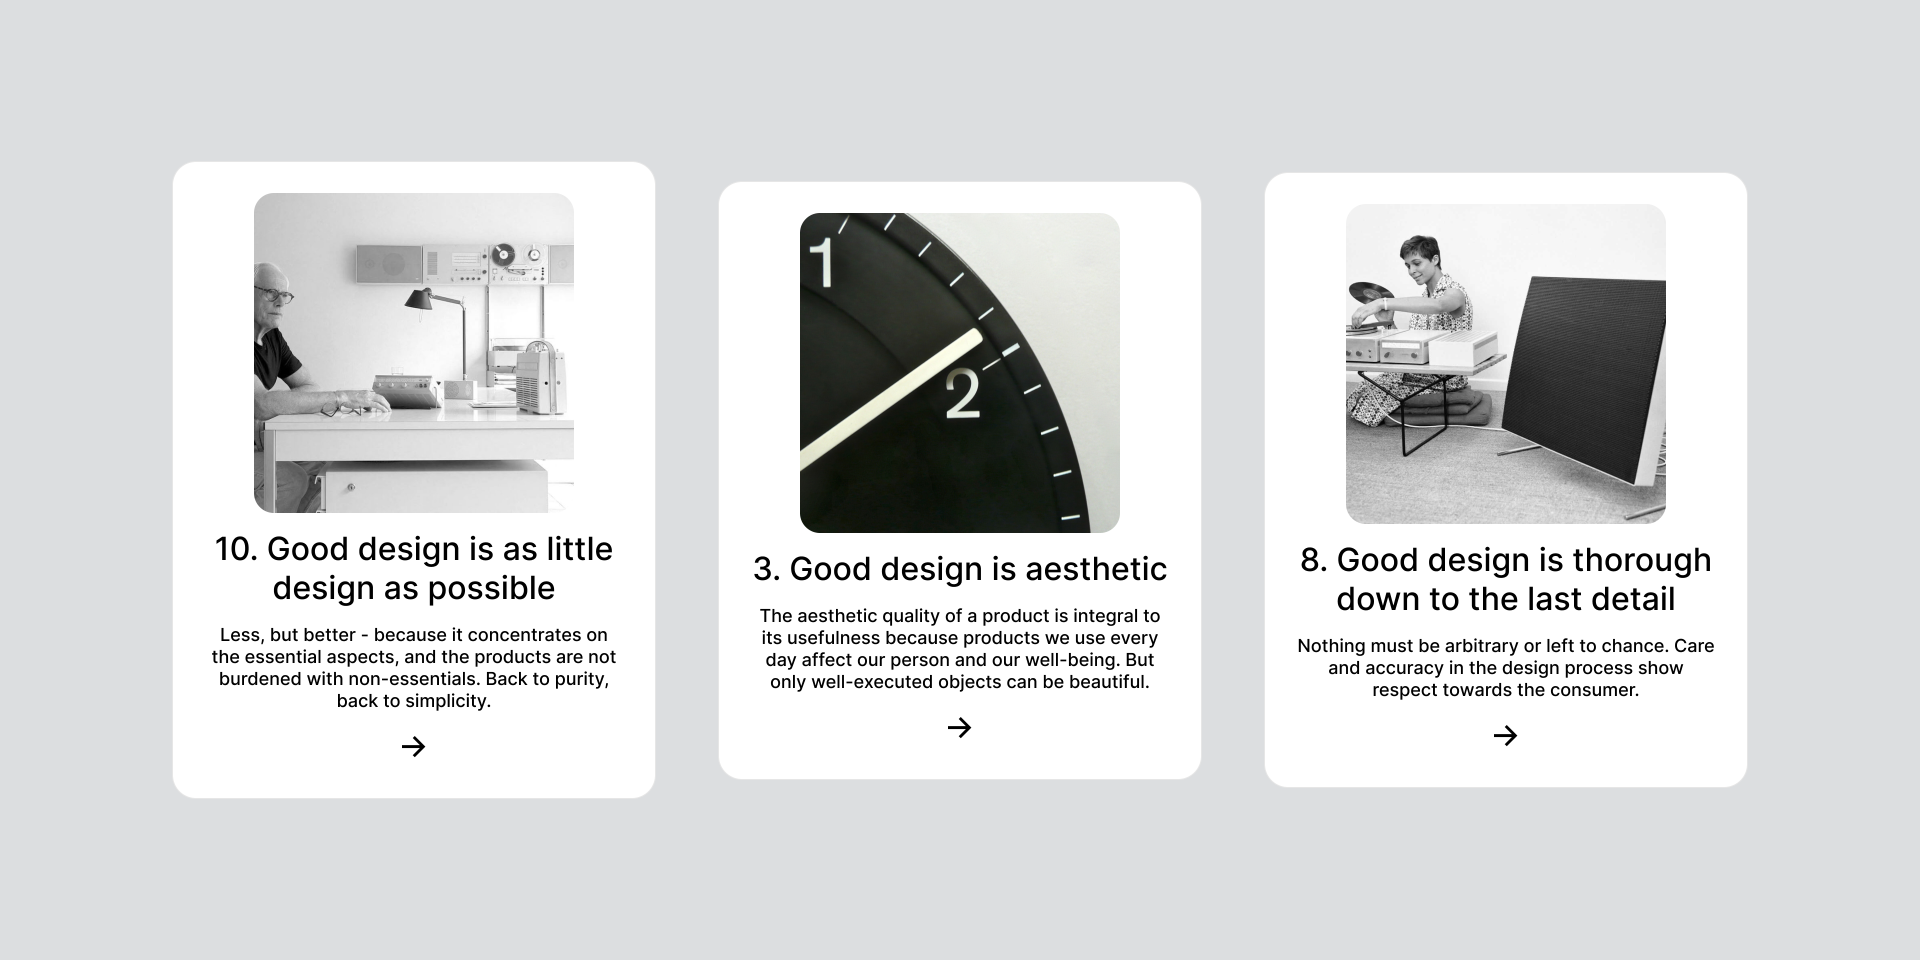 10. Good design is as little
design as possible
Less, but better - because it concentrates on
the essential aspects, and the products are not
burdened with non-essentials. Back to purity,
back to simplicity.
1
2
3. Good design is aesthetic
The aesthetic quality of a product is integral to
its usefulness because products we use every
day affect our person and our well-being. But
only well-executed objects can be beautiful.
8. Good design is thorough
down to the last detail
Nothing must be arbitrary or left to chance. Care
and accuracy in the design process show
respect towards the consumer.